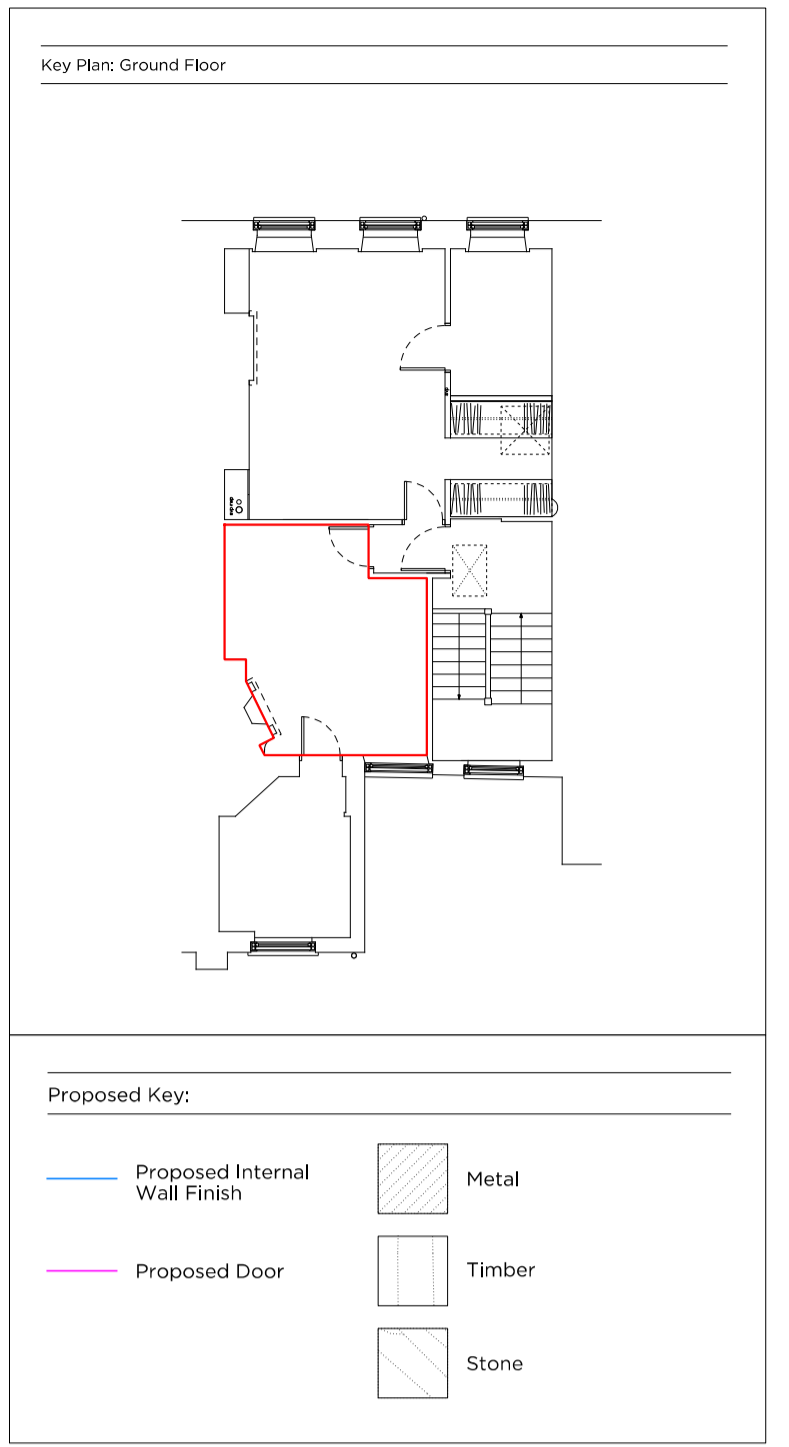 Key Plan: Ground Floor
Proposed Key:
Proposed Internal
Wall Finish
Metal
Proposed Door
Timber
Stone